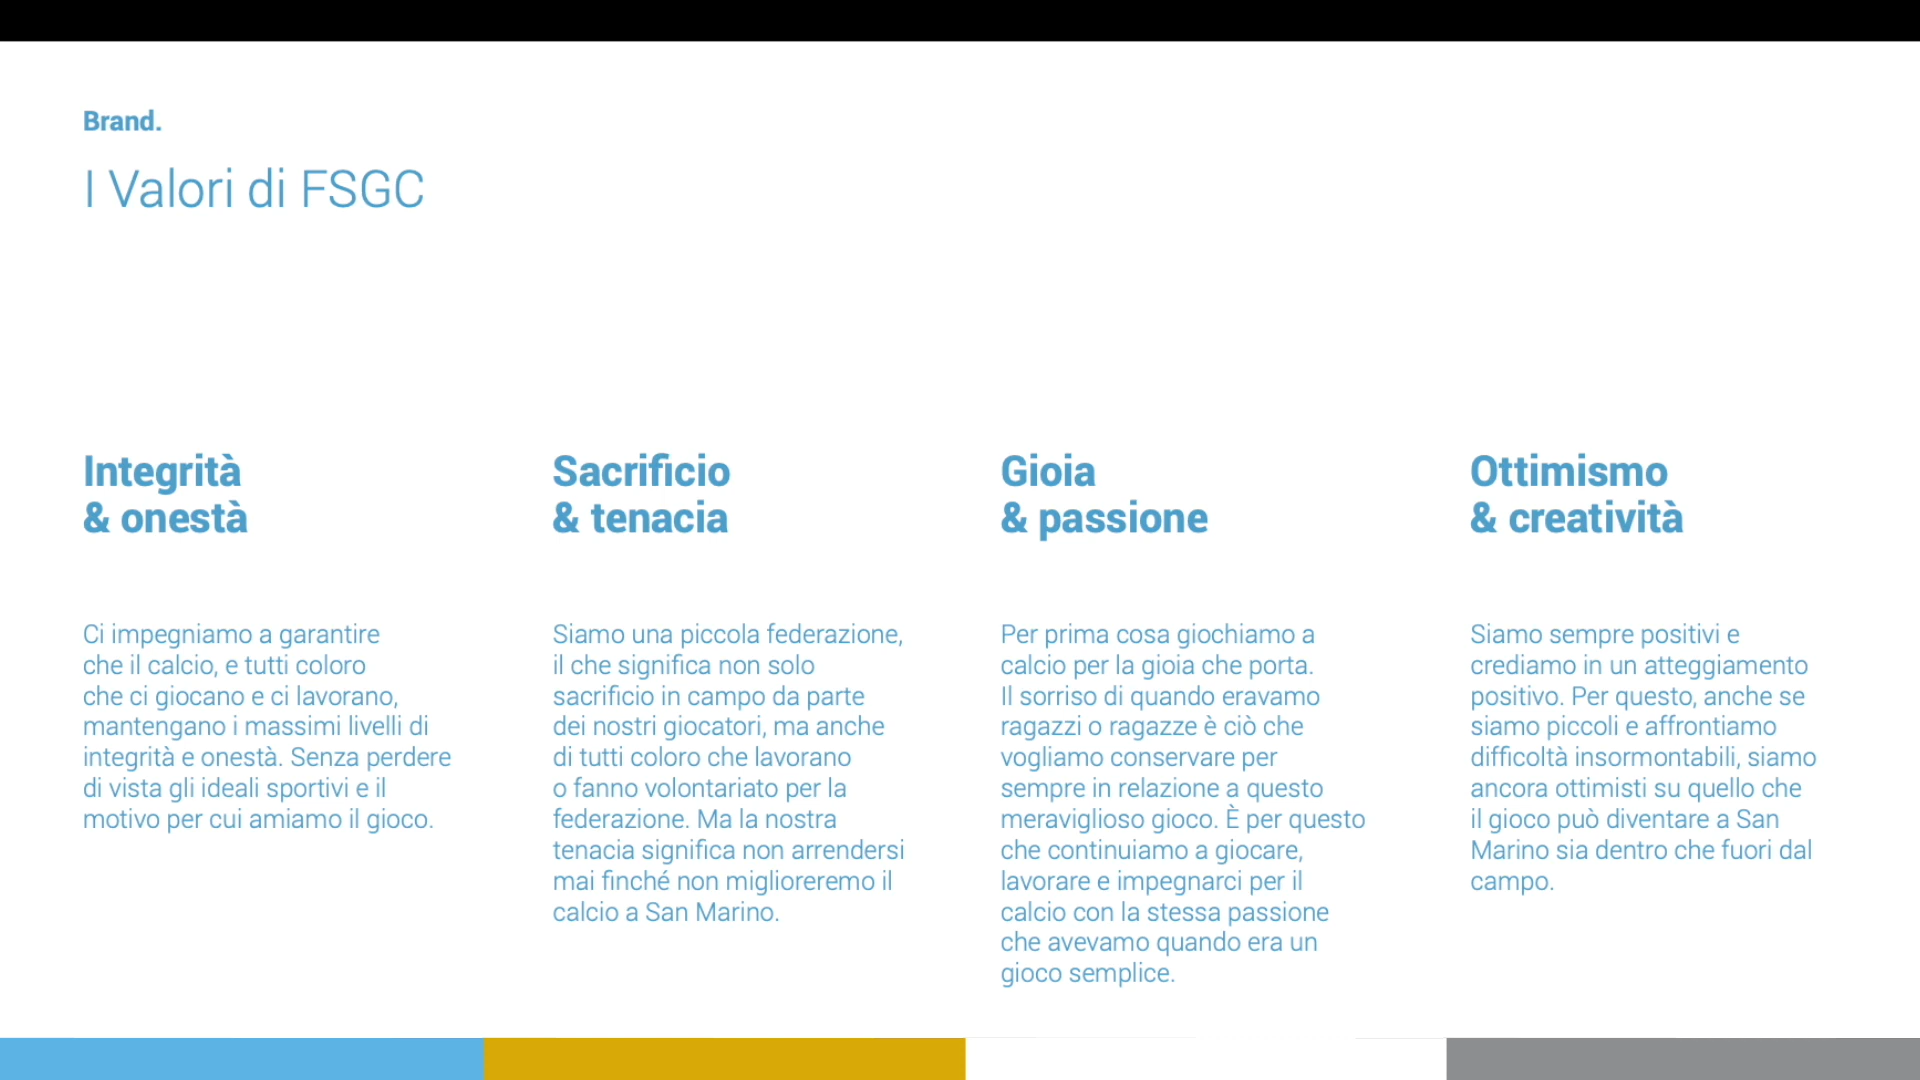 Brand.
I Valori di FSGC
Integrità
& onestà
Ci impegniamo a garantire
che il calcio, e tutti coloro
che ci giocano e ci lavorano,
mantengano i massimi livelli di
integrità e onestà. Senza perdere
di vista gli ideali sportivi e il
motivo per cui amiamo il gioco.
Sacrificio
& tenacia
Siamo una piccola federazione,
il che significa non solo
sacrificio in campo da parte
dei nostri giocatori, ma anche
di tutti coloro che lavorano
o fanno volontariato per la
federazione. Ma la nostra
tenacia significa non arrendersi
mai finché non miglioreremo il
calcio a San Marino.
Gioia
& passione
Per prima cosa giochiamo a
calcio per la gioia che porta.
Il sorriso di quando eravamo
ragazzi o ragazze è ciò che
vogliamo conservare per
sempre in relazione a questo
meraviglioso gioco. È per questo
che continuiamo a giocare,
lavorare e impegnarci per il
calcio con la stessa passione
che avevamo quando era un
gioco semplice.
Ottimismo
& creatività
Siamo sempre positivi e
crediamo in un atteggiamento
positivo. Per questo, anche se
siamo piccoli e affrontiamo
difficoltà insormontabili, siamo
ancora ottimisti su quello che
il gioco può diventare a San
Marino sia dentro che fuori dal
campo.